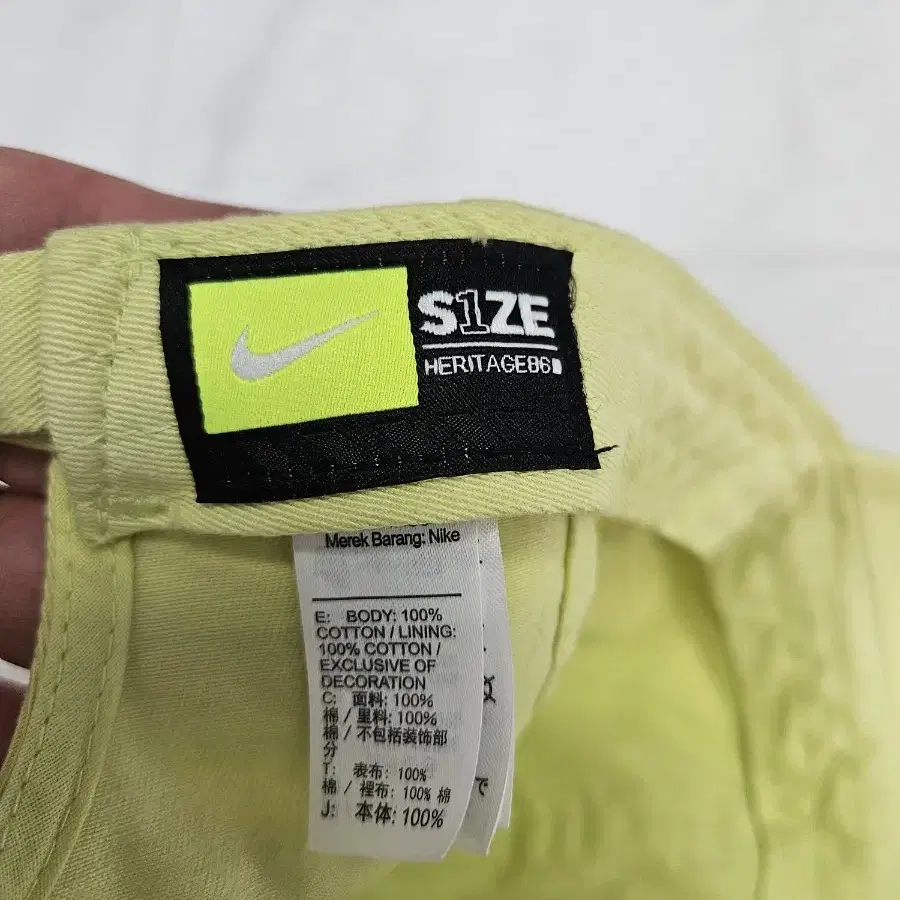 S1ZE
HERITAGE86
Merek Barang: Nike
E: BODY: 100%
COTTON / LINING:
100% COTTON /
EXCLUSIVE OF
DECORATION
C: 面料: 100%
棉 / 里料: 100%
棉 / 不包括装饰部
分
T: 表布: 100%
棉 / 裡布: 100% 棉
J: 本体: 100%
で